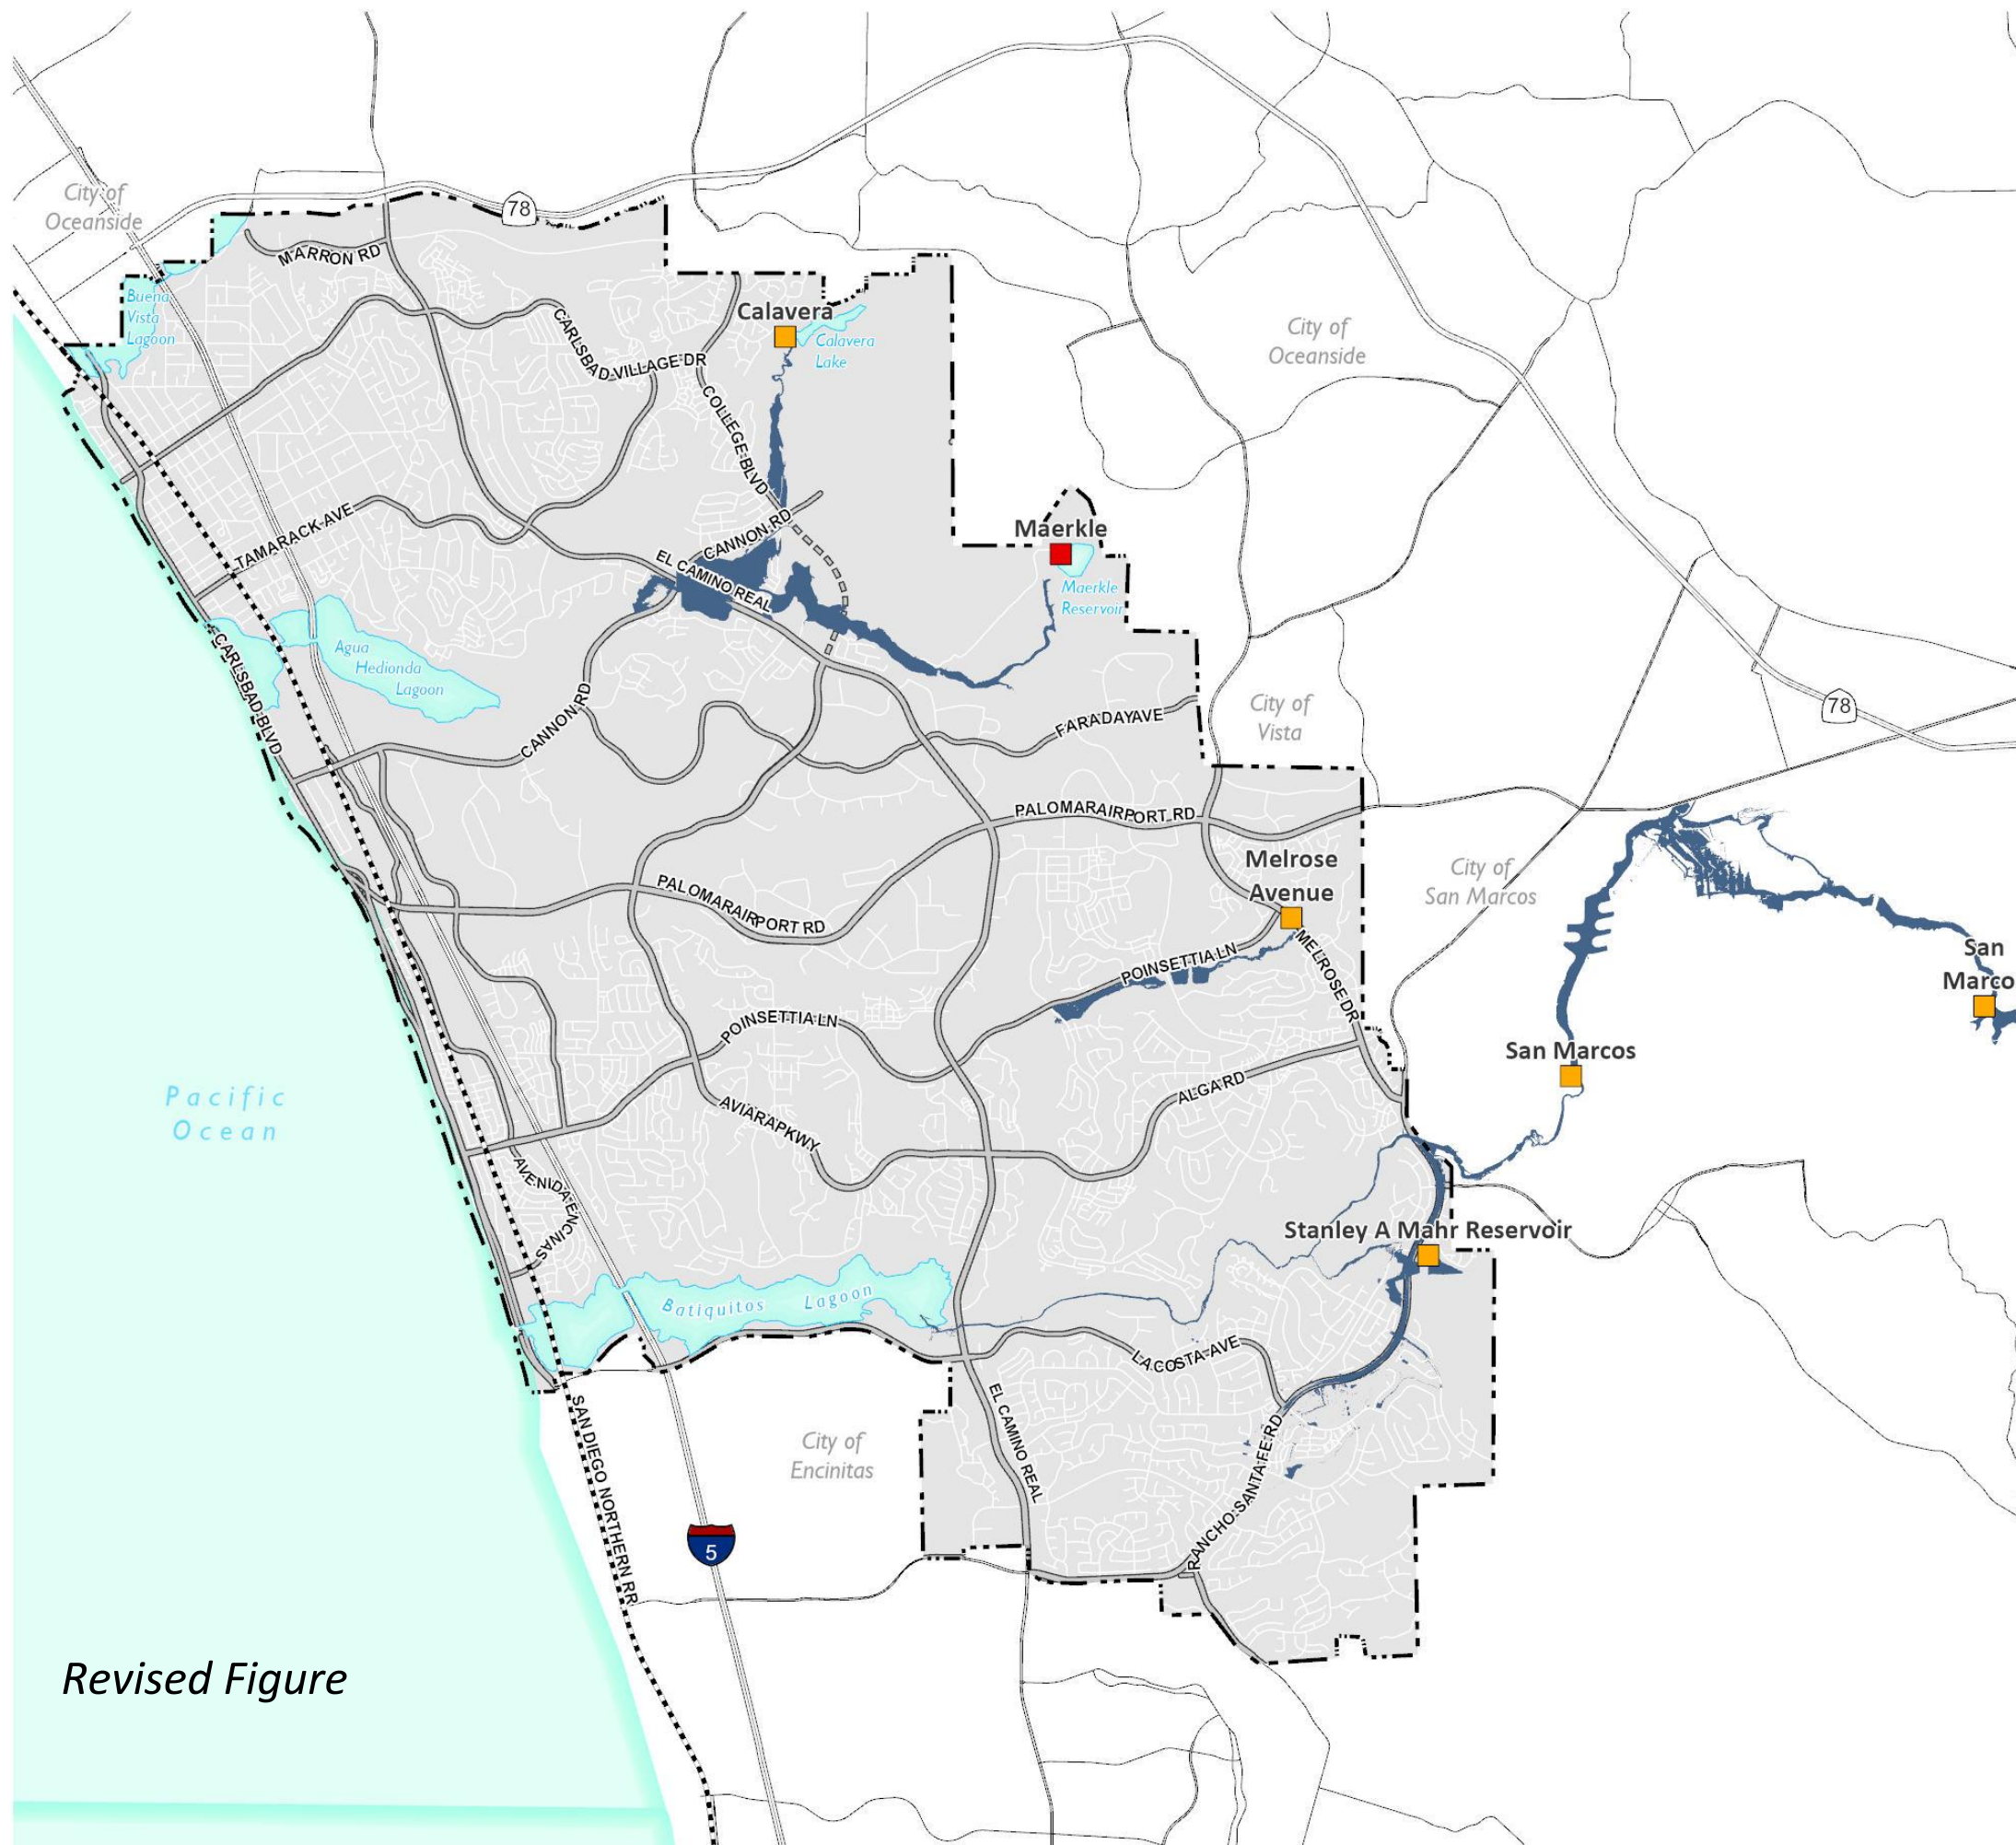 City of
Oceanside
78
MARRON RD
Buena
Vista
Lagoon
CARLSBAD VILLAGE DR
Calavera
Calavera
Lake
City of
Oceanside
COLLEGE BLVD
TAMARACK AVE
CANNON RD
EL CAMINO REAL
Maerkle
Maerkle
Reservoir
Agua
Hedionda
Lagoon
CARLSBAD BLVD
CANNON RD
FARADAY AVE
City of
Vista
78
PALOMAR AIRPORT RD
Melrose
Avenue
City of
San Marcos
PALOMAR AIRPORT RD
POINSETTIA LN
MELROSE DR
San
Marco
POINSETTIA LN
San Marcos
Pacific
Ocean
ALGA RD
AVIARA PKWY
AVENIDA ENCINAS
Stanley A Mahr Reservoir
Batiquitos Lagoon
LA COSTA AVE
SAN DIEGO NORTHERN RR
EL CAMINO REAL
City of
Encinitas
RANCHO SANTA FE RD
5
Revised Figure